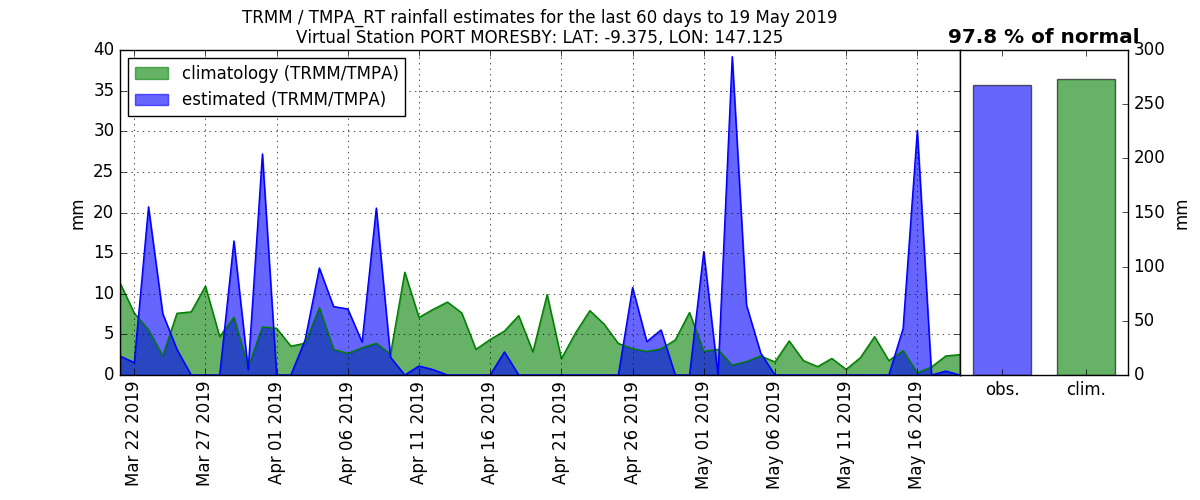 TRMM / TMPA_RT rainfall estimates for the last 60 days to 19 May 2019
Virtual Station PORT MORESBY: LAT: -9.375, LON: 147.125
97.8 % of normal
climatology (TRMM/TMPA)
estimated (TRMM/TMPA)
40
35
30
25
20
15
10
5
0
mm
300
250
200
150
100
50
0
mm
Mar 22 2019
Mar 27 2019
Apr 01 2019
Apr 06 2019
Apr 11 2019
Apr 16 2019
Apr 21 2019
Apr 26 2019
May 01 2019
May 06 2019
May 11 2019
May 16 2019
obs.
clim.